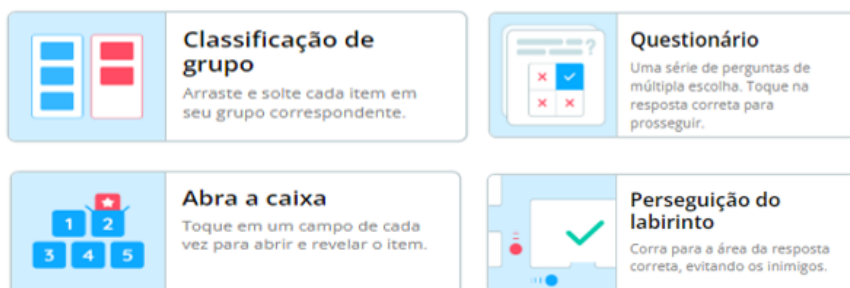 Classificação de
grupo
Arraste e solte cada item em
seu grupo correspondente.
?
Questionário
Uma série de perguntas de
múltipla escolha. Toque na
resposta correta para
prosseguir.
1 2
3 4 5
Abra a caixa
Toque em um campo de cada
vez para abrir e revelar o item.
Perseguição do
labirinto
Corra para a área da resposta
correta, evitando os inimigos.